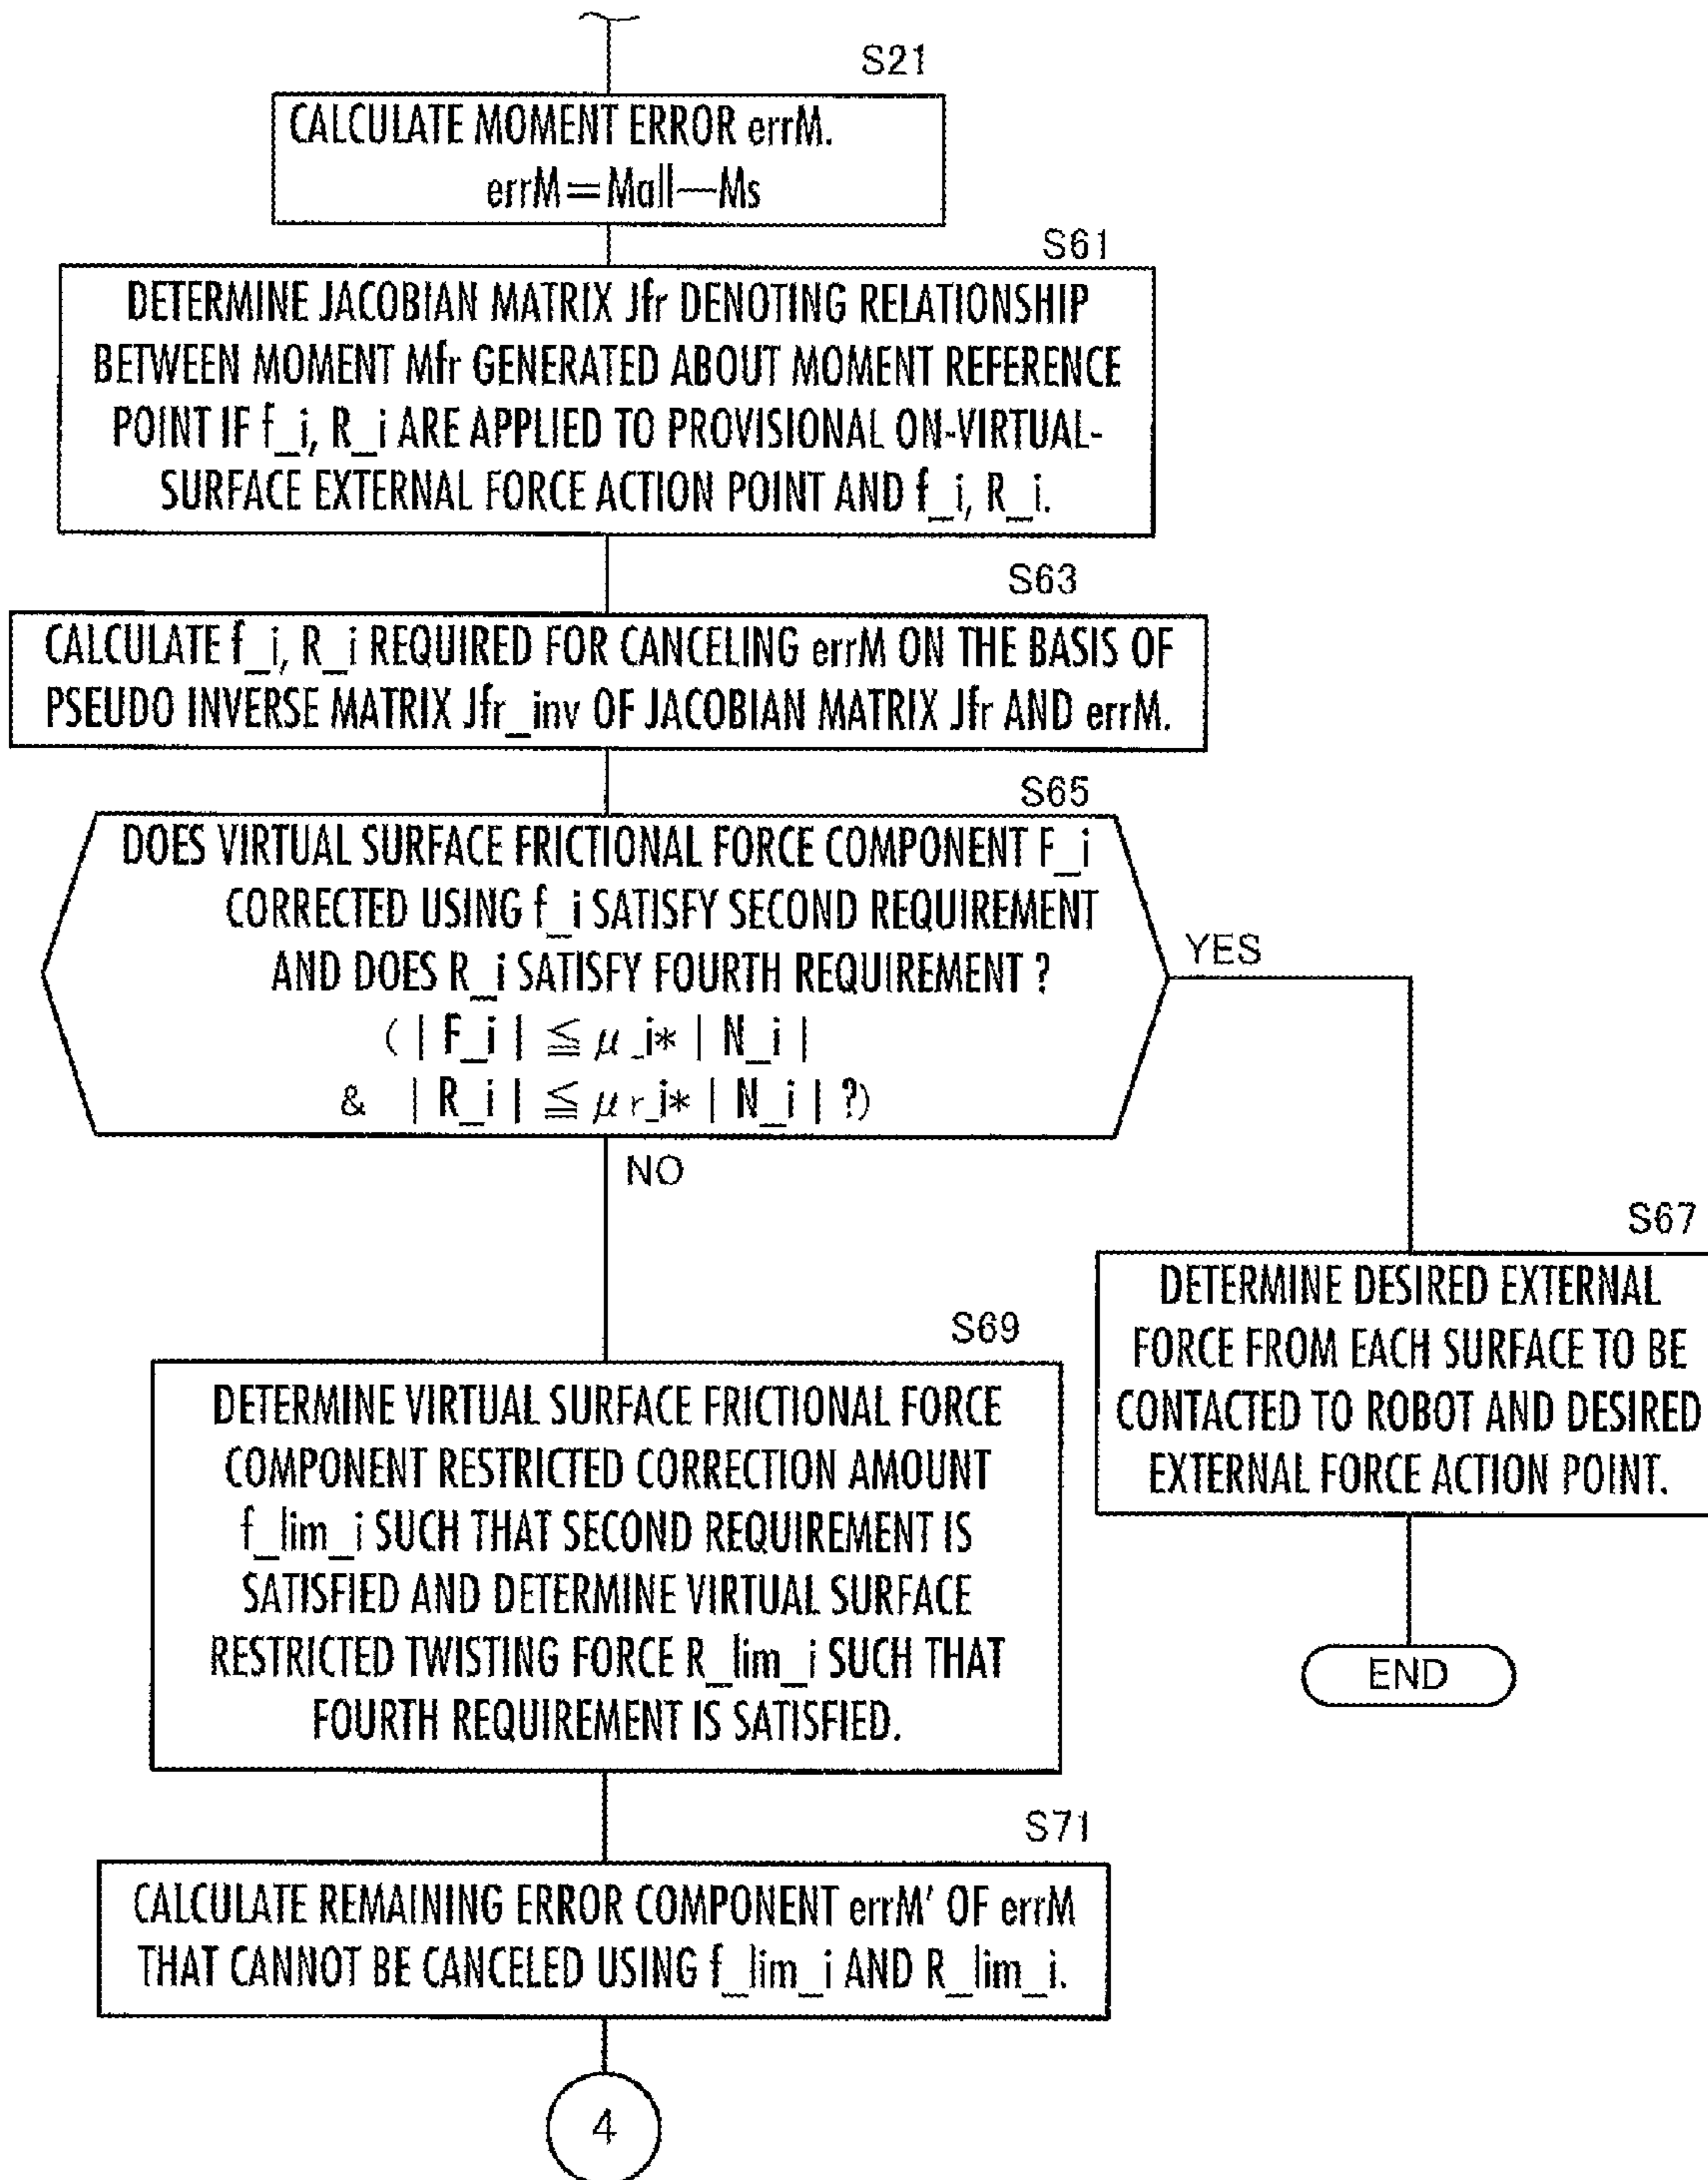 S21
CALCULATE MOMENT ERROR errM.
errM=Mall—Ms
S61
DETERMINE JACOBIAN MATRIX Jfr DENOTING RELATIONSHIP
BETWEEN MOMENT Mfr GENERATED ABOUT MOMENT REFERENCE
POINT IF f_i, R_i ARE APPLIED TO PROVISIONAL ON-VIRTUAL-
SURFACE EXTERNAL FORCE ACTION POINT AND f_i, R_i.
S63
CALCULATE f_i, R_i REQUIRED FOR CANCELING errM ON THE BASIS OF
PSEUDO INVERSE MATRIX Jfr_inv OF JACOBIAN MATRIX Jfr AND errM.
S65
DOES VIRTUAL SURFACE FRICTIONAL FORCE COMPONENT F_i
CORRECTED USING f_i SATISFY SECOND REQUIREMENT
AND DOES R_i SATISFY FOURTH REQUIREMENT ?
( | F_i | ≦ μ_i* | N_i |
& | R_i | ≦ μr_i* | N_i | ?)
YES
NO
S67
DETERMINE DESIRED EXTERNAL
FORCE FROM EACH SURFACE TO BE
CONTACTED TO ROBOT AND DESIRED
EXTERNAL FORCE ACTION POINT.
END
S69
DETERMINE VIRTUAL SURFACE FRICTIONAL FORCE
COMPONENT RESTRICTED CORRECTION AMOUNT
f_lim_i SUCH THAT SECOND REQUIREMENT IS
SATISFIED AND DETERMINE VIRTUAL SURFACE
RESTRICTED TWISTING FORCE R_lim_i SUCH THAT
FOURTH REQUIREMENT IS SATISFIED.
S71
CALCULATE REMAINING ERROR COMPONENT errM' OF errM
THAT CANNOT BE CANCELED USING f_lim_i AND R_lim_i.
4